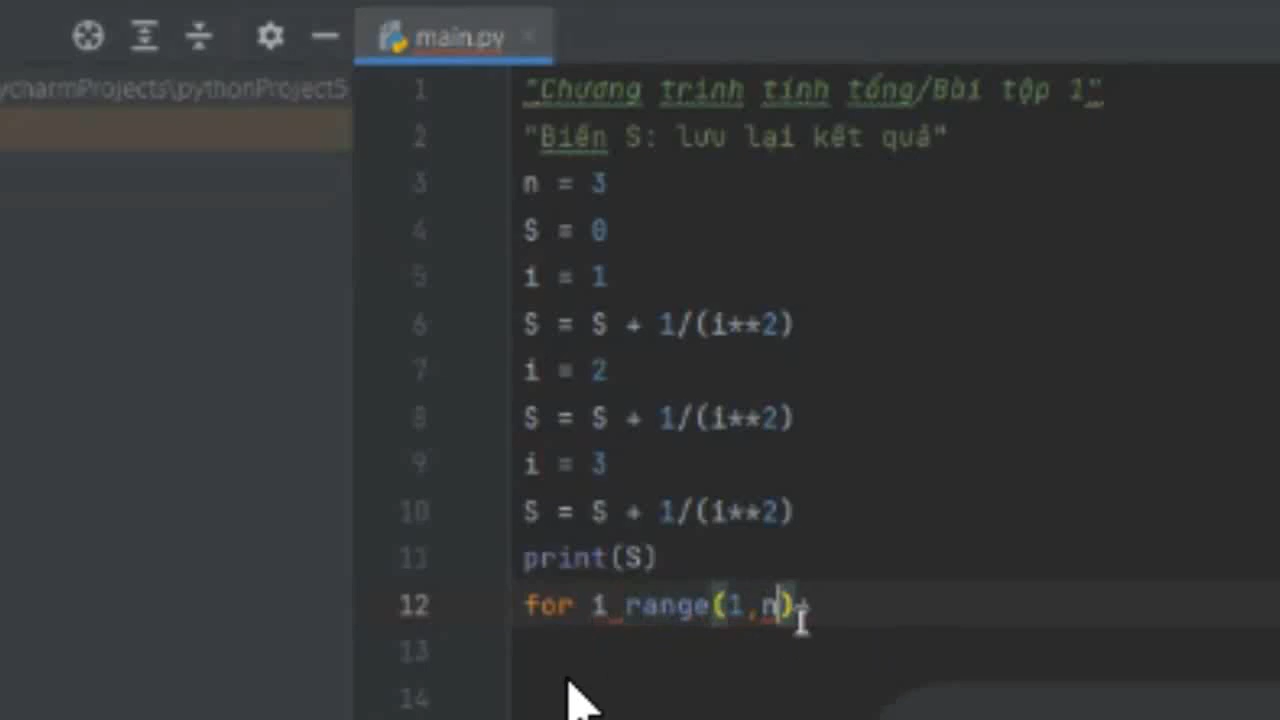 main.py
ycharmProjects\pythonProject5
1 "Chương trình tính tổng/Bài tập 1"
2 "Biến S: lưu lại kết quả"
3 n = 3
4 S = 0
5 i = 1
6 S = S + 1/(i**2)
7 i = 2
8 S = S + 1/(i**2)
9 i = 3
10 S = S + 1/(i**2)
11 print(S)
12 for i range(1,n)
13
14